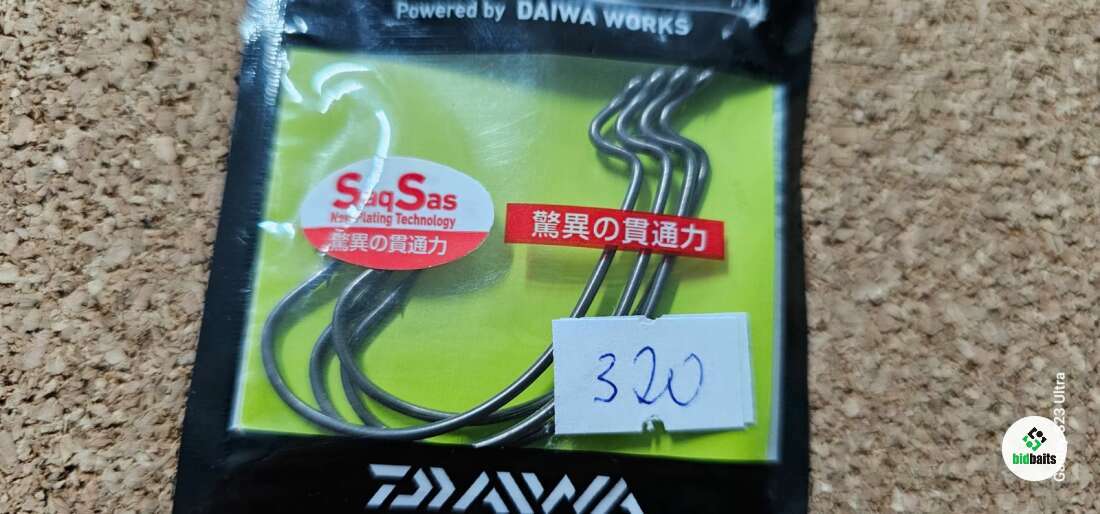 Powered by DAIWA WORKS
SaqSas
New Plating Technology
驚異の貫通力
驚異の貫通力
320
DAIWA
bidbaits